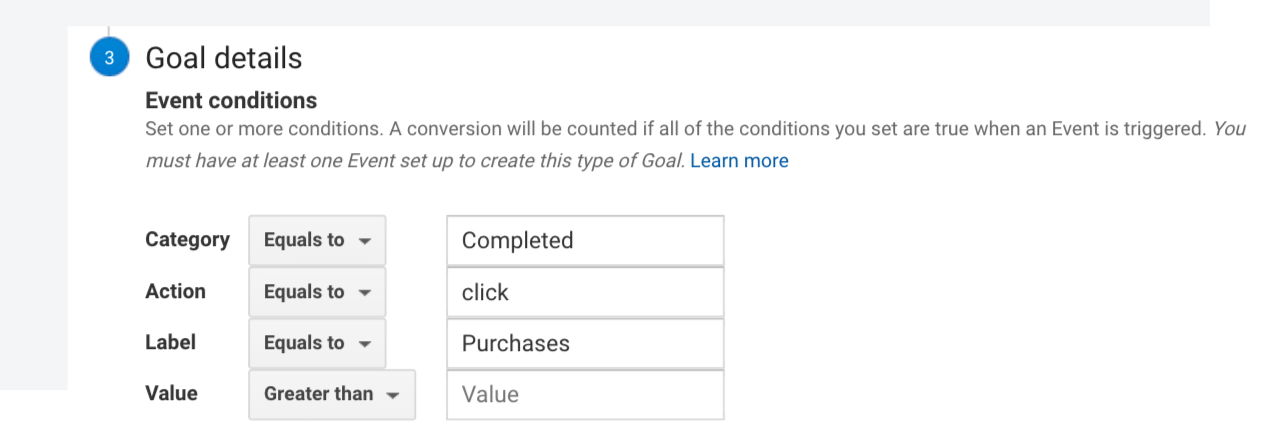 3 Goal details
Event conditions
Set one or more conditions. A conversion will be counted if all of the conditions you set are true when an Event is triggered. You
must have at least one Event set up to create this type of Goal. Learn more
Category Equals to Completed
Action Equals to click
Label Equals to Purchases
Value Greater than Value